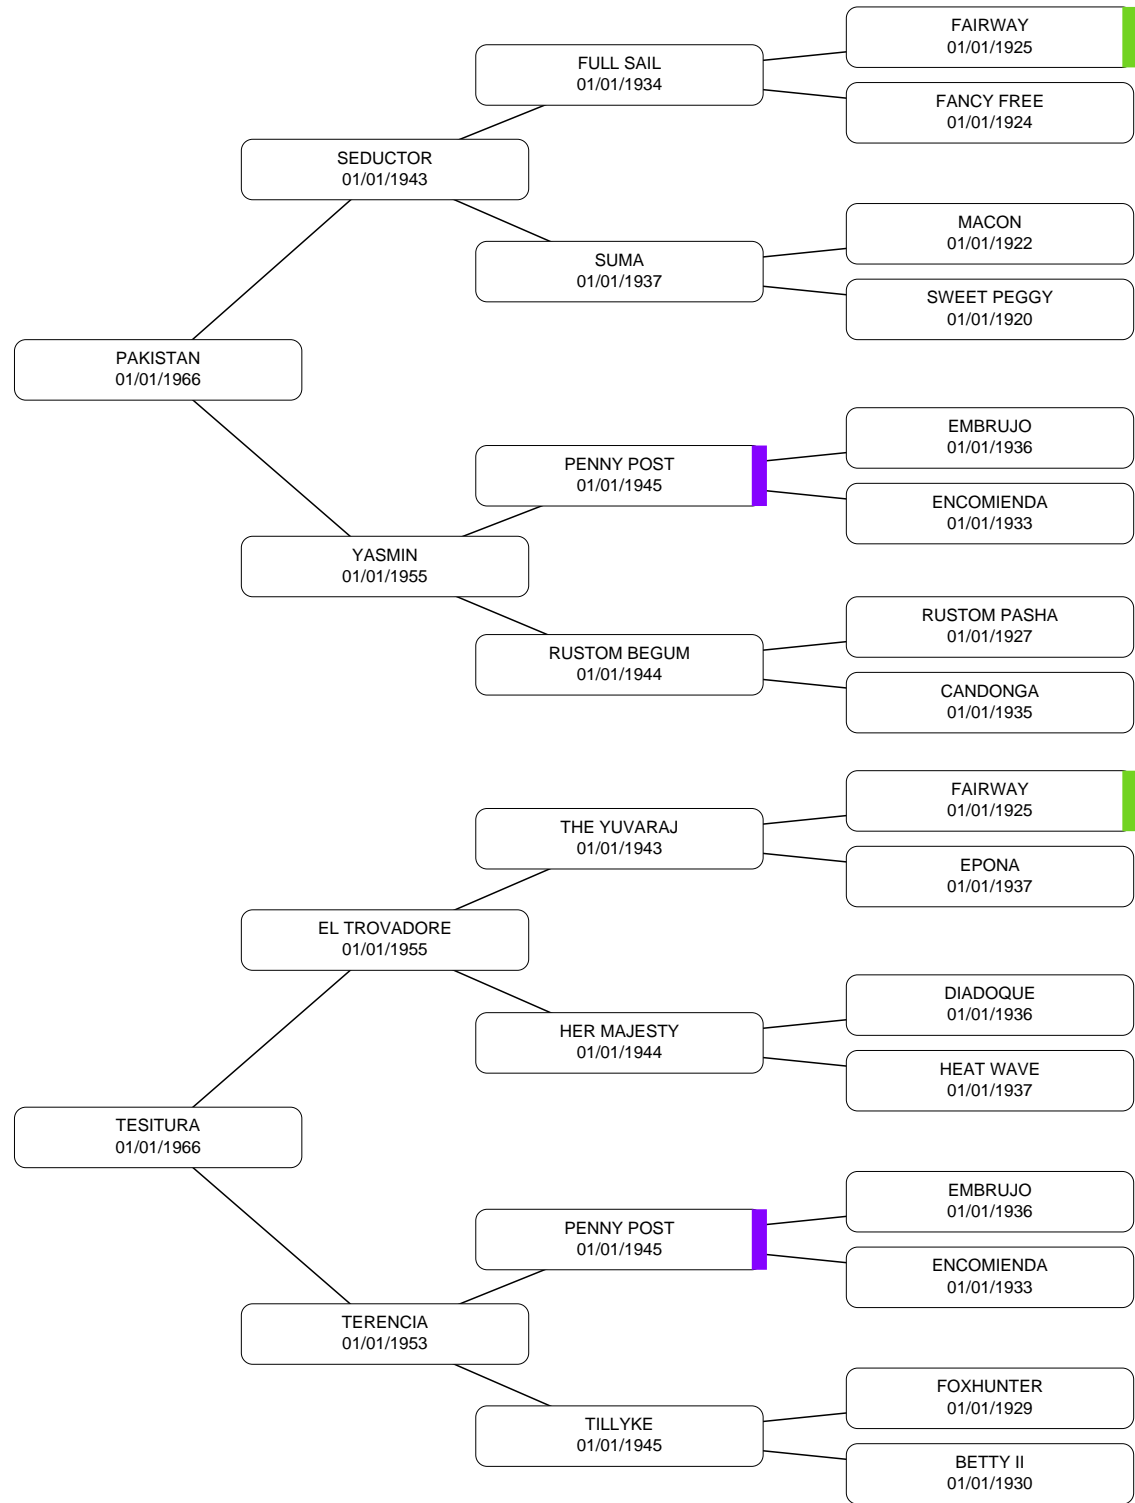 FAIRWAY
01/01/1925
FULL SAIL
01/01/1934
FANCY FREE
01/01/1924
SEDUCTOR
01/01/1943
MACON
01/01/1922
SUMA
01/01/1937
SWEET PEGGY
01/01/1920
PAKISTAN
01/01/1966
EMBRUJO
01/01/1936
PENNY POST
01/01/1945
ENCOMIENDA
01/01/1933
YASMIN
01/01/1955
RUSTOM PASHA
01/01/1927
RUSTOM BEGUM
01/01/1944
CANDONGA
01/01/1935
FAIRWAY
01/01/1925
THE YUVARAJ
01/01/1943
EPONA
01/01/1937
EL TROVADORE
01/01/1955
DIADOQUE
01/01/1936
HER MAJESTY
01/01/1944
HEAT WAVE
01/01/1937
TESITURA
01/01/1966
EMBRUJO
01/01/1936
PENNY POST
01/01/1945
ENCOMIENDA
01/01/1933
TERENCIA
01/01/1953
FOXHUNTER
01/01/1929
TILLYKE
01/01/1945
BETTY II
01/01/1930